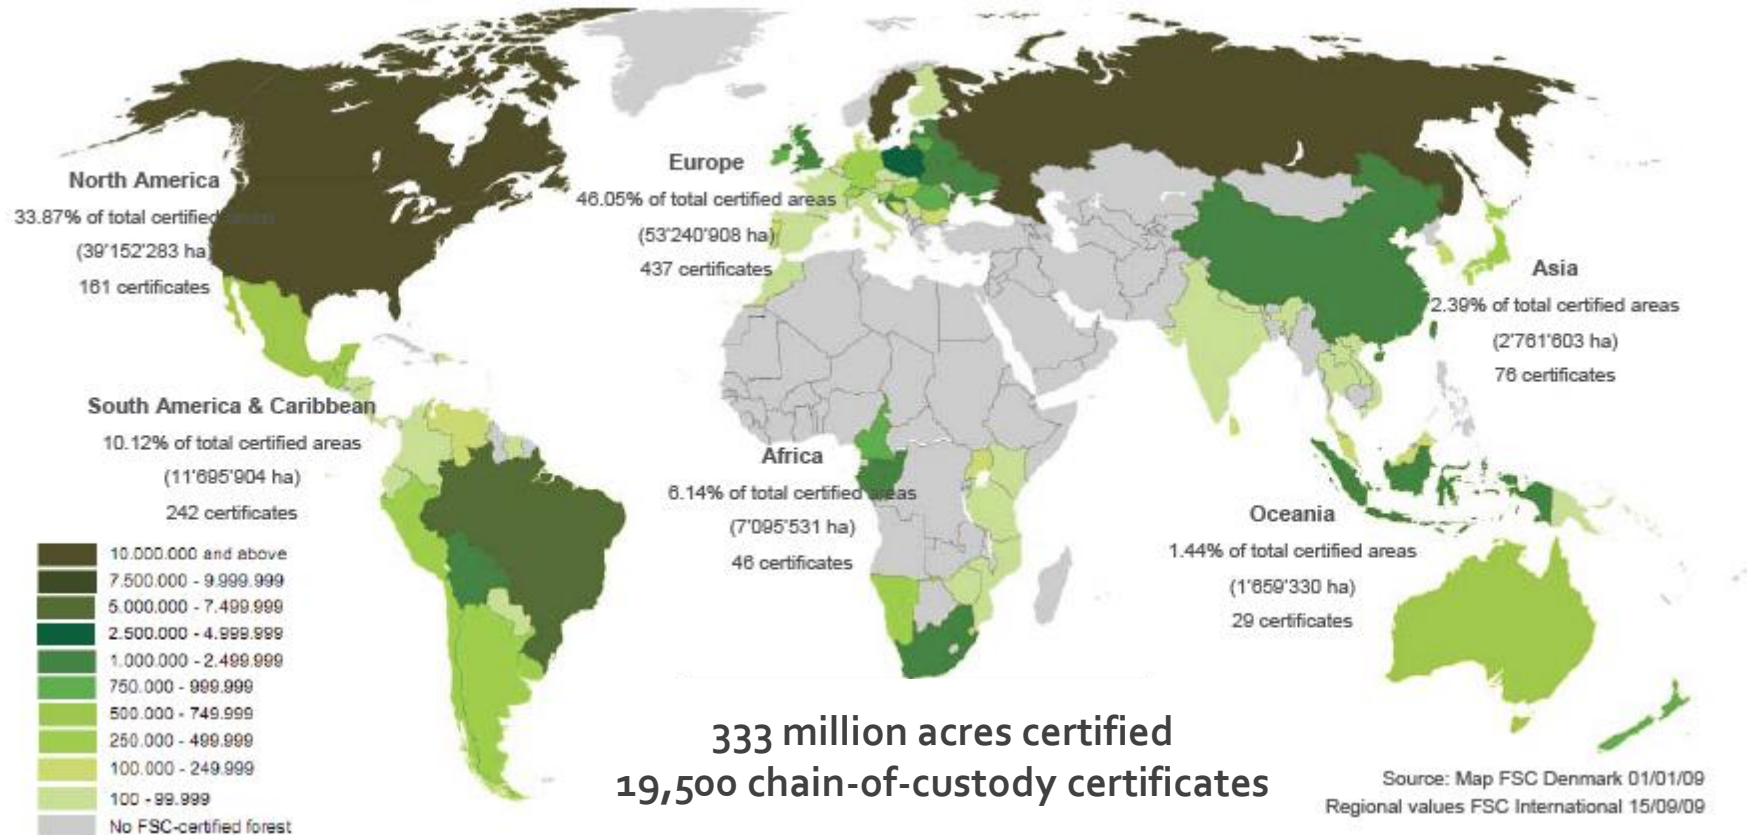 North America
33.87% of total certified areas
(39'152'283 ha)
161 certificates
Europe
46.05% of total certified areas
(53'240'908 ha)
437 certificates
Asia
2.39% of total certified areas
(2'761'603 ha)
76 certificates
South America & Caribbean
10.12% of total certified areas
(11'695'904 ha)
242 certificates
Africa
6.14% of total certified areas
(7'095'531 ha)
46 certificates
Oceania
1.44% of total certified areas
(1'659'330 ha)
29 certificates
10.000.000 and above
7.500.000 - 9.999.999
5.000.000 - 7.499.999
2.500.000 - 4.999.999
1.000.000 - 2.499.999
750.000 - 999.999
500.000 - 749.999
250.000 - 499.999
100.000 - 249.999
100 - 99.999
No FSC-certified forest
333 million acres certified
19,500 chain-of-custody certificates
Source: Map FSC Denmark 01/01/09
Regional values FSC International 15/09/09